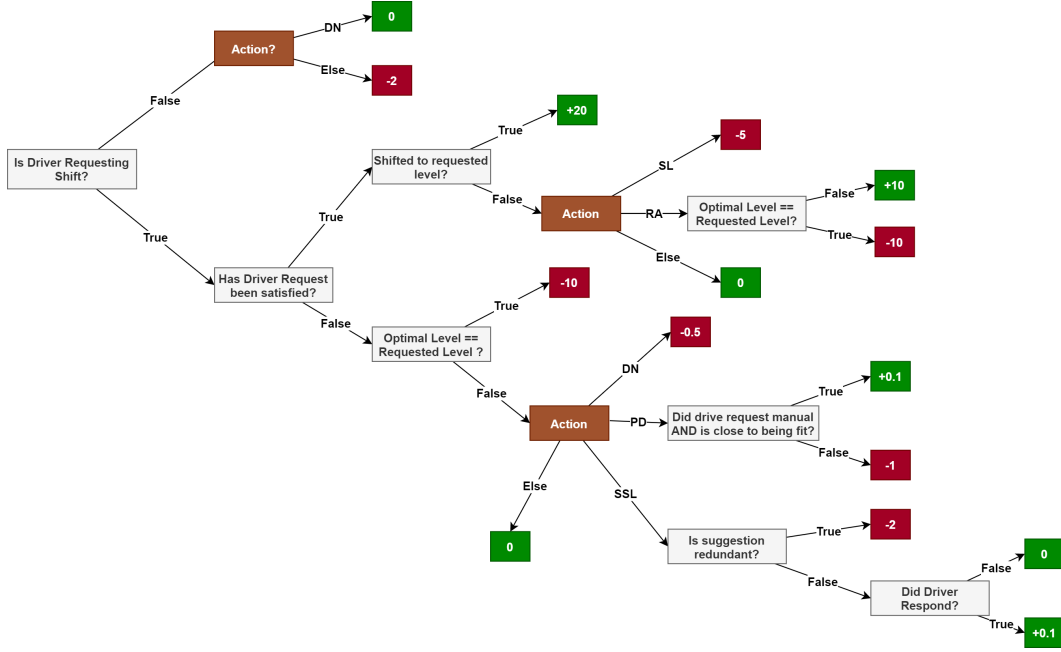 0
DN
Action?
Else
-2
False
+20
True
-5
Is Driver Requesting
Shift?
Shifted to requested
level?
SL
False
Action
RA
Optimal Level ==
Requested Level?
False
+10
True
-10
True
True
Else
0
Has Driver Request
been satisfied?
-10
True
False
Optimal Level ==
Requested Level ?
-0.5
DN
False
Action
PD
Did drive request manual
AND is close to being fit?
True
+0.1
False
-1
Else
0
SSL
Is suggestion
redundant?
True
-2
False
Did Driver
Respond?
False
0
True
+0.1